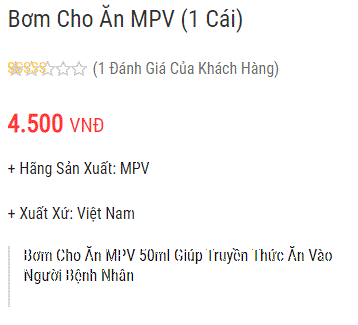 Bơm Cho Ăn MPV (1 Cái)
(1 Đánh Giá Của Khách Hàng)
4.500 VNĐ
+ Hãng Sản Xuất: MPV
+ Xuất Xứ: Việt Nam
Bơm Cho Ăn MPV 50ml Giúp Truyền Thức Ăn Vào
Người Bệnh Nhân